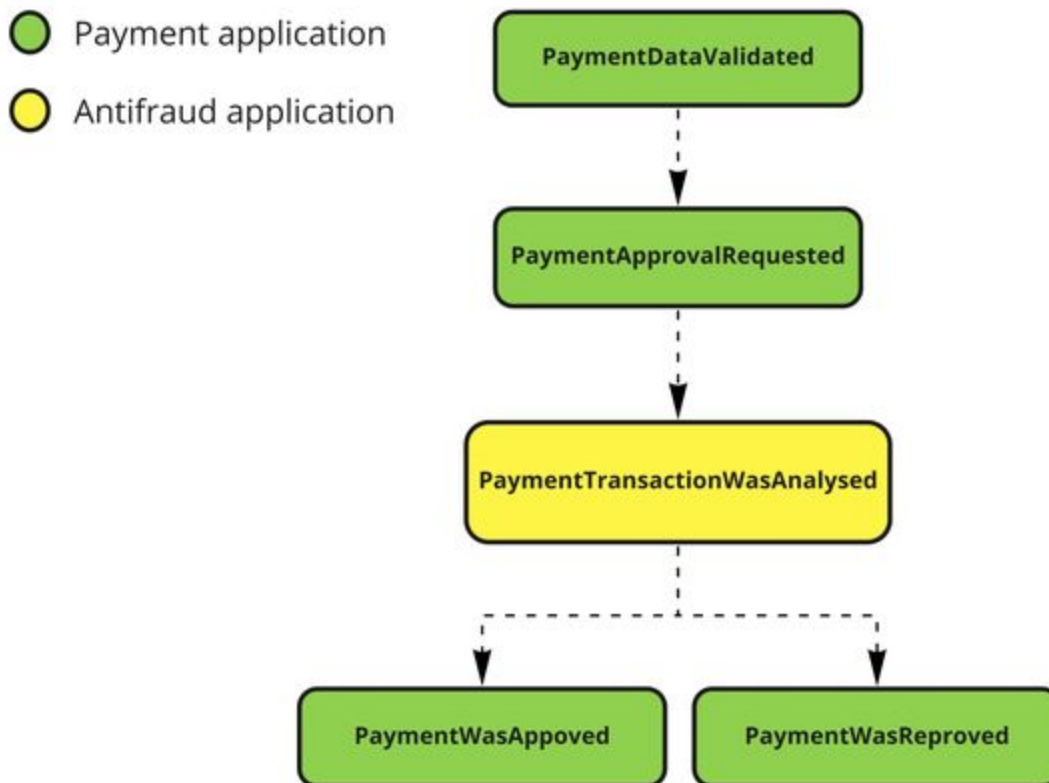 Payment application
Antifraud application
PaymentDataValidated
PaymentApprovalRequested
PaymentTransactionWasAnalysed
PaymentWasAppoved
PaymentWasReproved